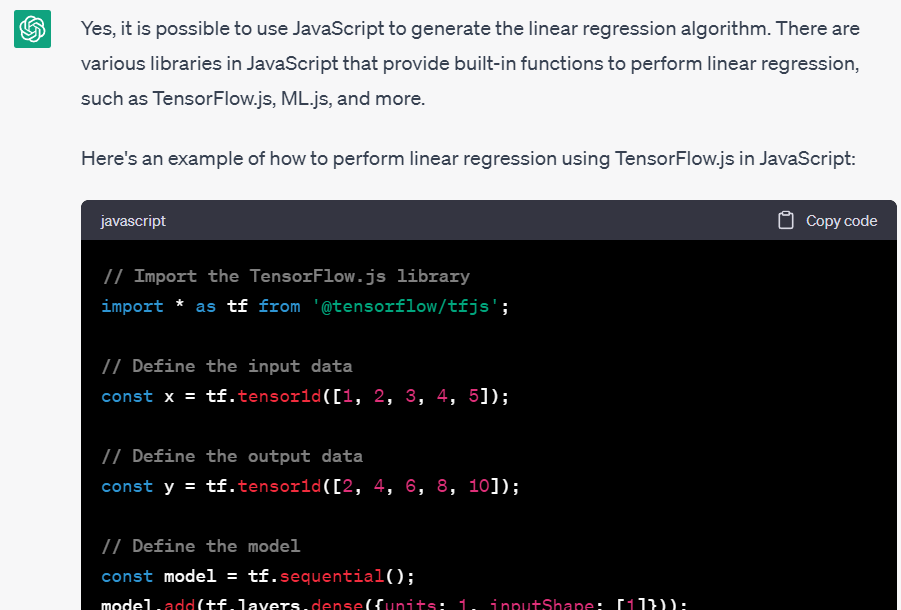 Yes, it is possible to use JavaScript to generate the linear regression algorithm. There are
various libraries in JavaScript that provide built-in functions to perform linear regression,
such as TensorFlow.js, ML.js, and more.
Here's an example of how to perform linear regression using TensorFlow.js in JavaScript:
javascript
Copy code
// Import the TensorFlow.js library
import * as tf from '@tensorflow/tfjs';
// Define the input data
const x = tf.tensor1d([1, 2, 3, 4, 5]);
// Define the output data
const y = tf.tensor1d([2, 4, 6, 8, 10]);
// Define the model
const model = tf.sequential();
model.add(tf.layers.dense({units: 1, inputShape: [1]}));